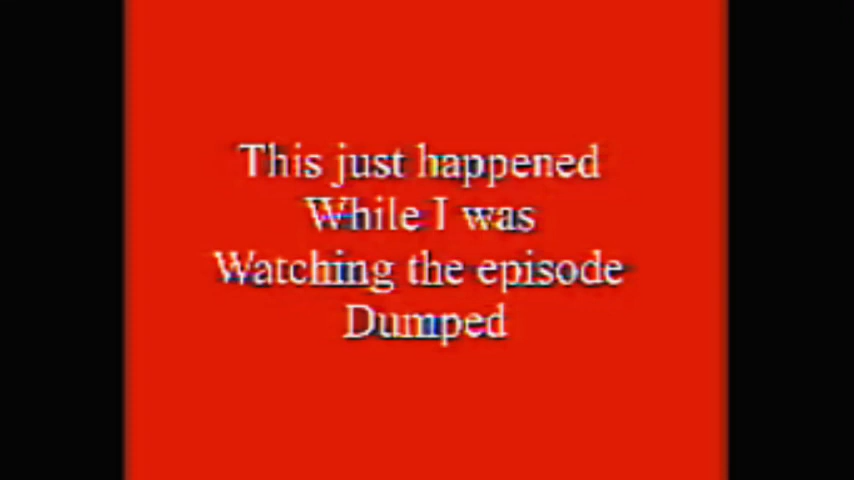 This just happened
While I was
Watching the episode
Dumped